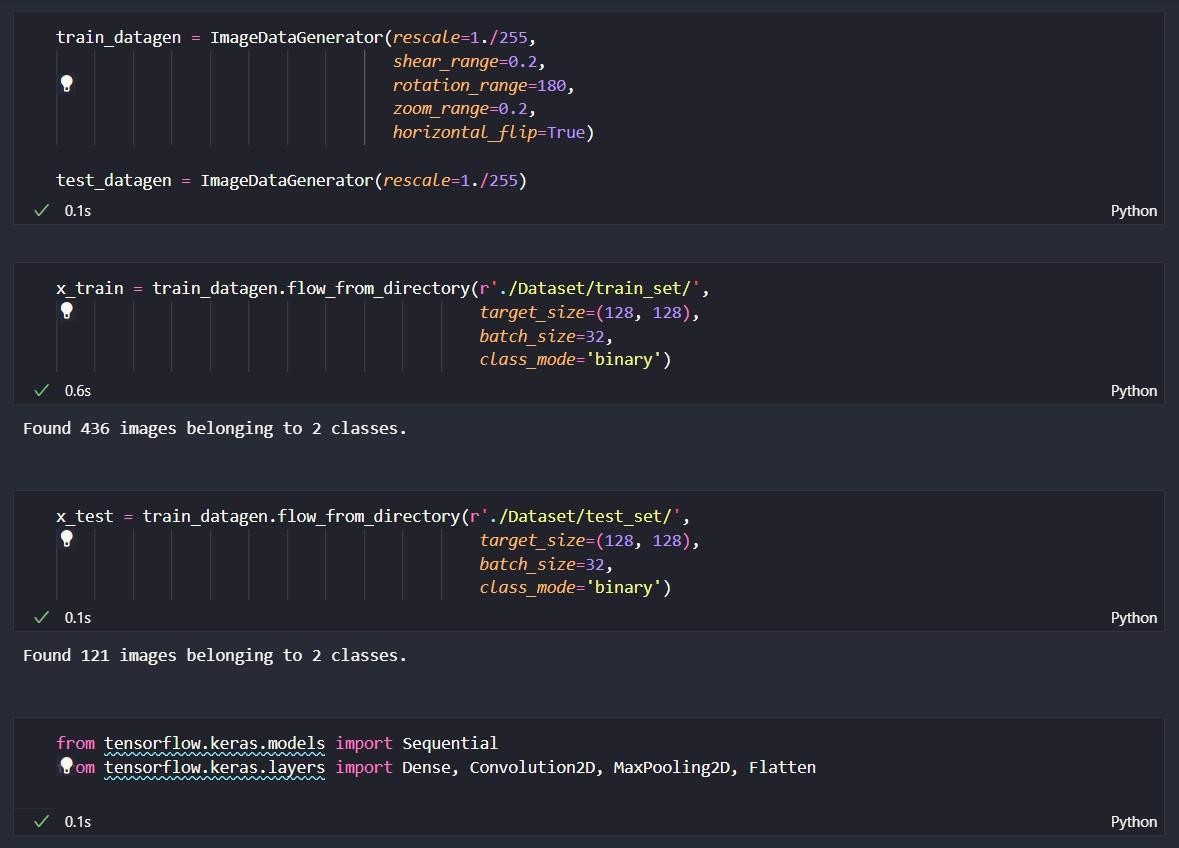 train_datagen = ImageDataGenerator(rescale=1./255,
shear_range=0.2,
rotation_range=180,
zoom_range=0.2,
horizontal_flip=True)
test_datagen = ImageDataGenerator(rescale=1./255)
0.1s
Python
x_train = train_datagen.flow_from_directory(r'./Dataset/train_set/',
target_size=(128, 128),
batch_size=32,
class_mode='binary')
0.6s
Python
Found 436 images belonging to 2 classes.
x_test = train_datagen.flow_from_directory(r'./Dataset/test_set/',
target_size=(128, 128),
batch_size=32,
class_mode='binary')
0.1s
Python
Found 121 images belonging to 2 classes.
from tensorflow.keras.models import Sequential
from tensorflow.keras.layers import Dense, Convolution2D, MaxPooling2D, Flatten
0.1s
Python